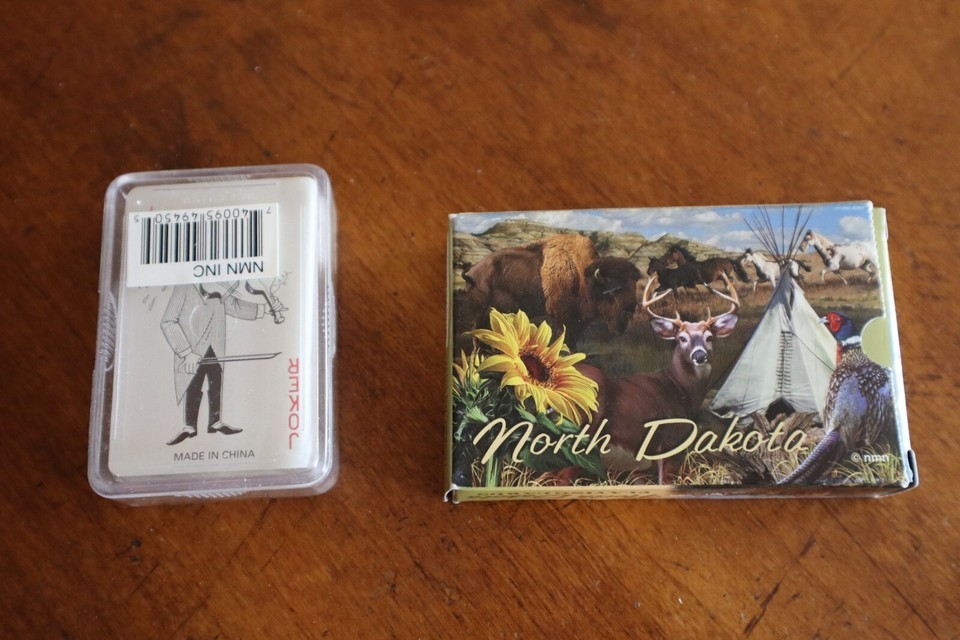 7 40095 49450 5
NMN INC
JOKER
MADE IN CHINA
North Dakota
© nmn